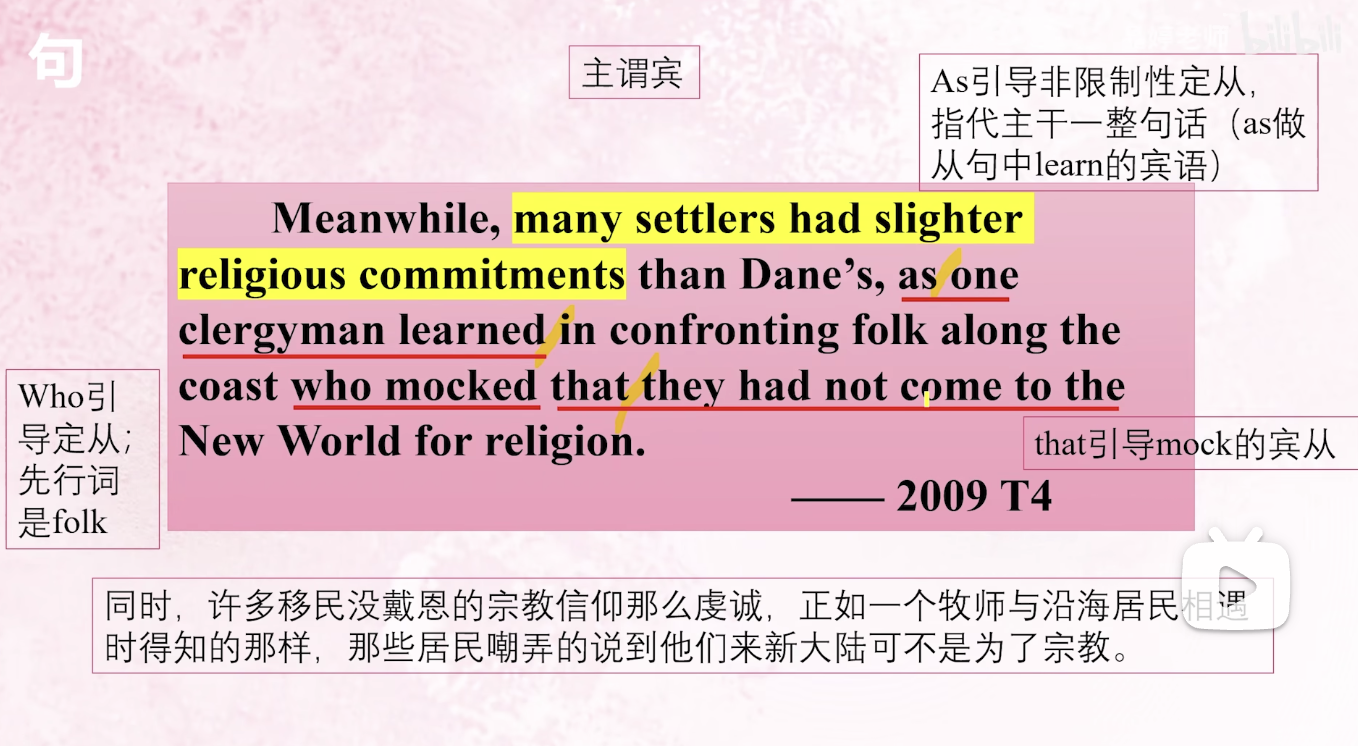 句
主谓宾
bilibili
As引导非限制性定从，
指代主干一整句话（as做
从句中learn的宾语）
Meanwhile, many settlers had slighter
religious commitments than Dane’s, as one
clergyman learned in confronting folk along the
coast who mocked that they had not come to the
New World for religion.
—— 2009 T4
Who引
导定从；
先行词
是folk
that引导mock的宾从
同时，许多移民没戴恩的宗教信仰那么虔诚，正如一个牧师与沿海居民相遇
时得知的那样，那些居民嘲弄的说到他们来新大陆可不是为了宗教。